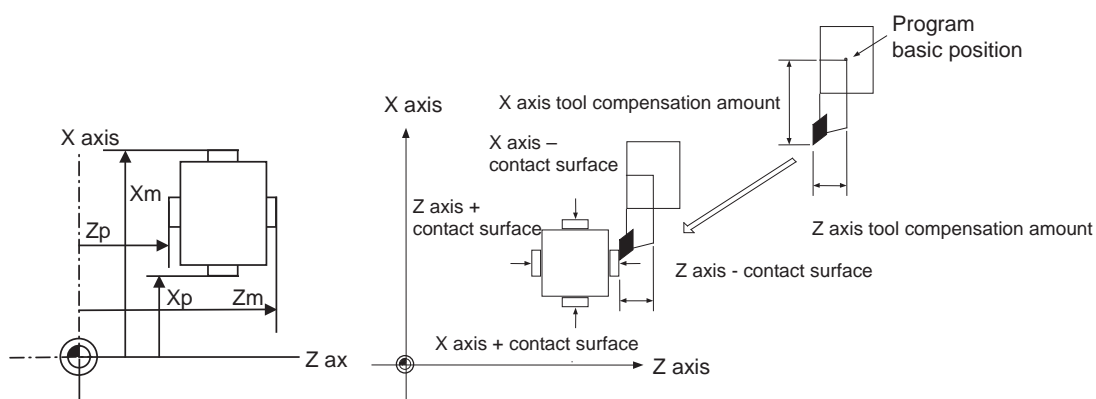 X axis
Xm
Zp
Xp
Zm
Z ax
Program
basic position
X axis
X axis tool compensation amount
X axis –
contact surface
Z axis +
contact surface
Z axis tool compensation amount
Z axis - contact surface
X axis + contact surface
Z axis